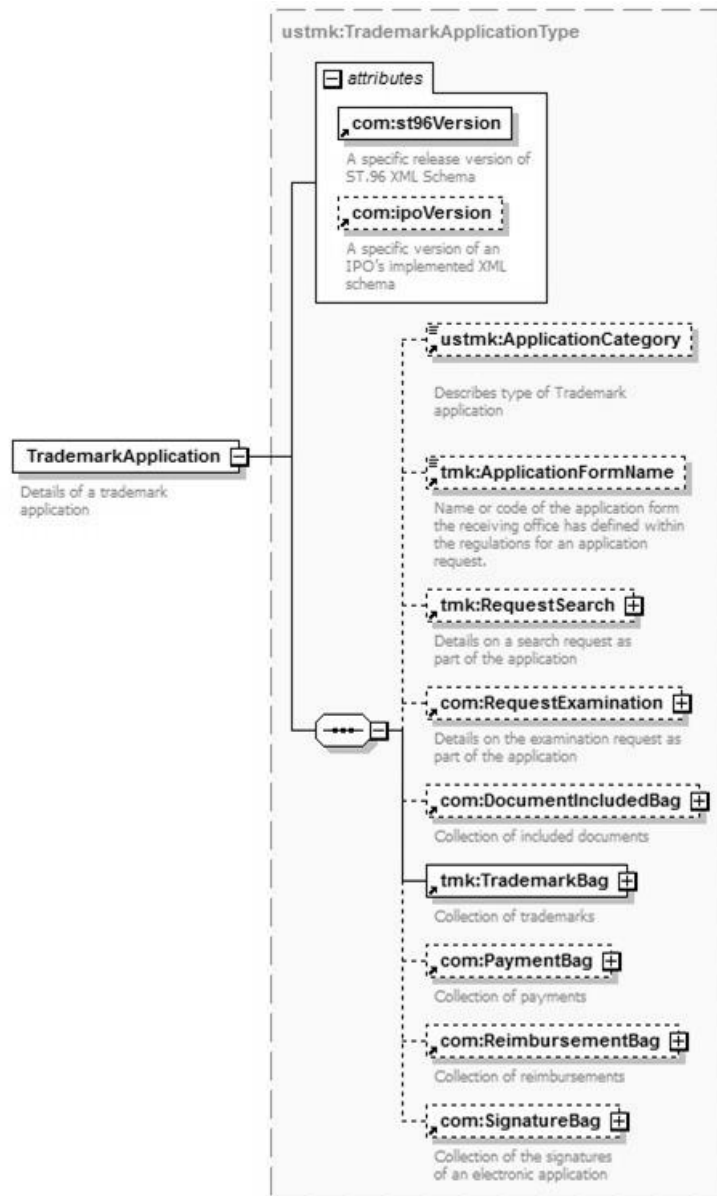 ustmk:TrademarkApplicationType
attributes
com:st96Version
A specific release version of
ST.96 XML Schema
com:ipoVersion
A specific version of an
IPO's implemented XML
schema
ustmk:ApplicationCategory
Describes type of Trademark
application
TrademarkApplication
Details of a trademark
application
tmk:ApplicationFormName
Name or code of the application form
the receiving office has defined within
the regulations for an application
request.
tmk:RequestSearch
Details on a search request as
part of the application
com:RequestExamination
Details on the examination request as
part of the application
com:DocumentIncludedBag
Collection of included documents
tmk:TrademarkBag
Collection of trademarks
com:PaymentBag
Collection of payments
com:ReimbursementBag
Collection of reimbursements
com:SignatureBag
Collection of the signatures
of an electronic application